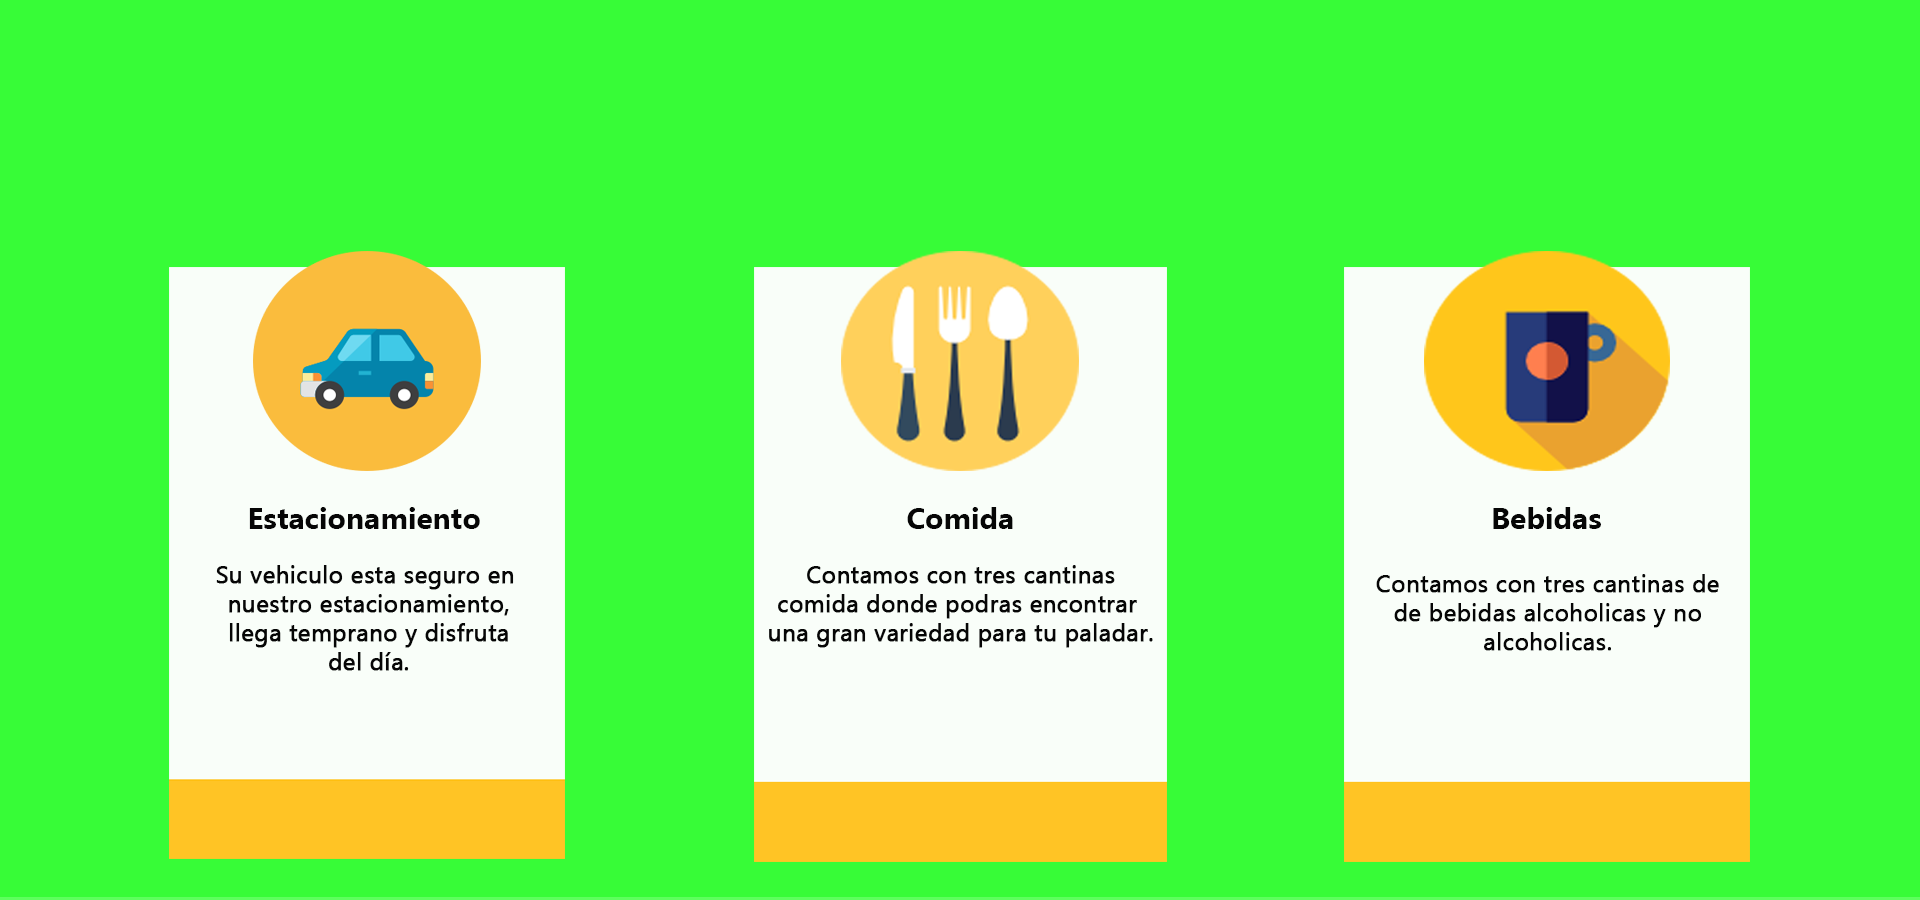 Estacionamiento
Su vehiculo esta seguro en
nuestro estacionamiento,
llega temprano y disfruta
del día.
Comida
Contamos con tres cantinas
comida donde podras encontrar
una gran variedad para tu paladar.
Bebidas
Contamos con tres cantinas de
de bebidas alcoholicas y no
alcoholicas.